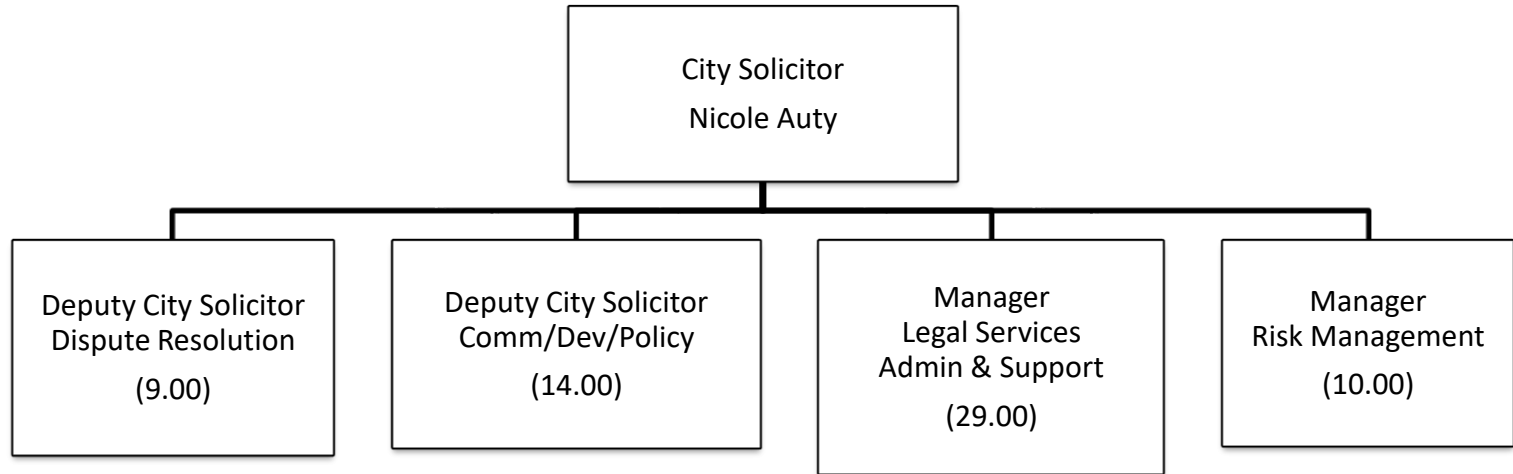 City Solicitor
Nicole Auty
Deputy City Solicitor
Dispute Resolution
(9.00)
Deputy City Solicitor
Comm/Dev/Policy
(14.00)
Manager
Legal Services
Admin & Support
(29.00)
Manager
Risk Management
(10.00)